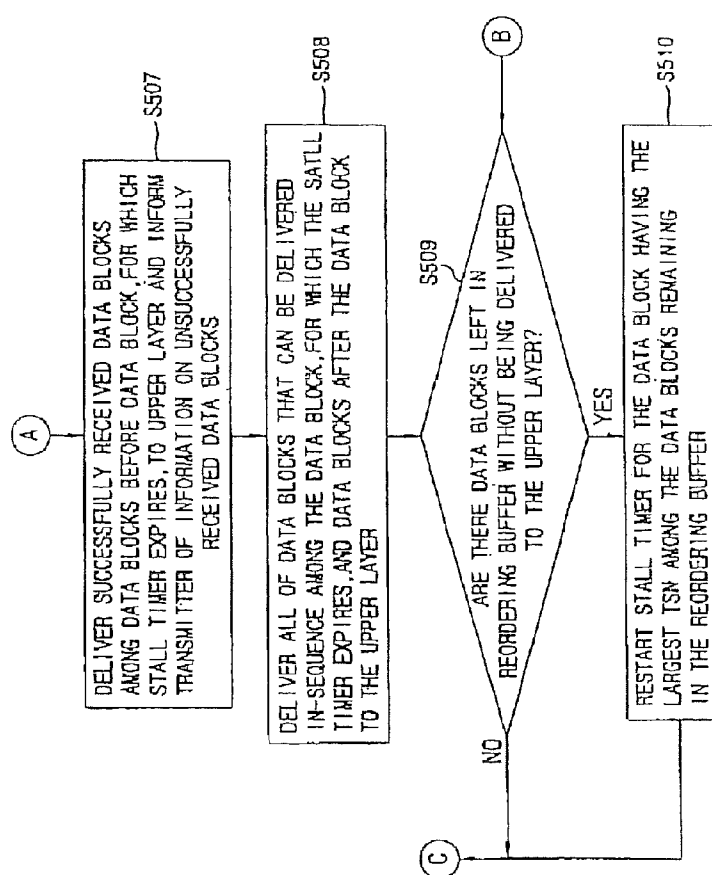 A
DELIVER SUCCESSFULLY RECEIVED DATA BLOCKS
AMONG DATA BLOCKS BEFORE DATA BLOCK, FOR WHICH
STALL TIMER EXPIRES, TO UPPER LAYER AND INFORM
TRANSMITTER OF INFORMATION ON UNSUCCESSFULLY
RECEIVED DATA BLOCKS
S507
DELIVER ALL OF DATA BLOCKS THAT CAN BE DELIVERED
IN-SEQUENCE AMONG THE DATA BLOCK, FOR WHICH THE SATLL
TIMER EXPIRES, AND DATA BLOCKS AFTER THE DATA BLOCK
TO THE UPPER LAYER
S508
S509
ARE THERE DATA BLOCKS LEFT IN
REORDERING BUFFER WITHOUT BEING DELIVERED
TO THE UPPER LAYER?
B
NO
YES
RESTART STALL TIMER FOR THE DATA BLOCK HAVING THE
LARGEST TSN AMONG THE DATA BLOCKS REMAINING
IN THE REORDERING BUFFER
S510
C